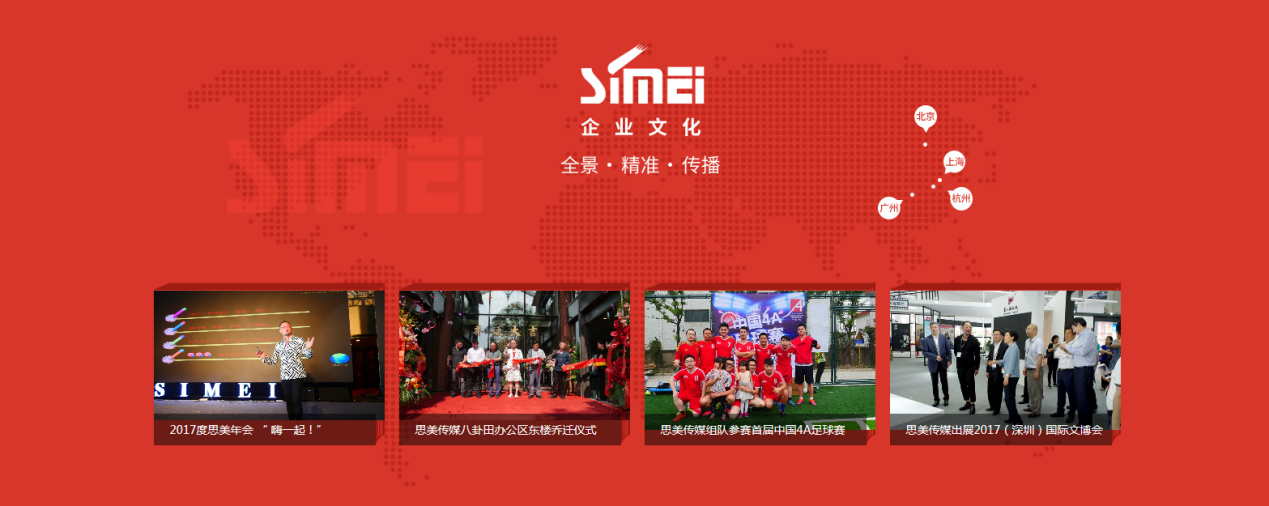 SIMEI
企业文化
全景·精准·传播
SIMEI
北京
上海
杭州
广州
SIMEI
中国4A
足球赛
2017度思美年会 “ 嗨一起！”
思美传媒八卦田办公区东楼乔迁仪式
思美传媒组队参赛首届中国4A足球赛
思美传媒出展2017（深圳）国际文博会